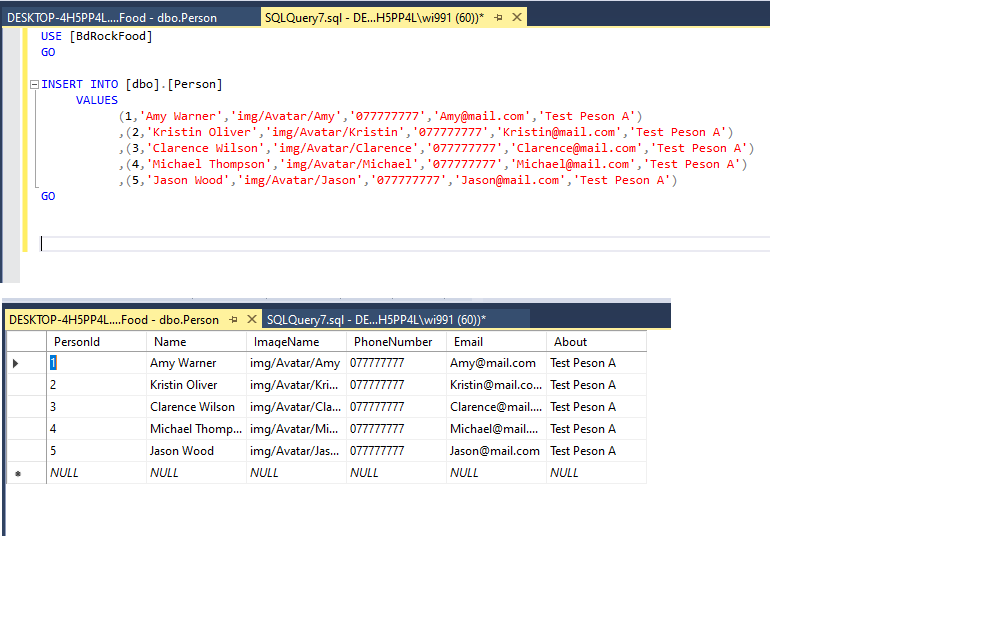 DESKTOP-4H5PP4L....Food - dbo.Person SQLQuery7.sql - DE...H5PP4L\wi991 (60))*
USE [BdRockFood]
GO
INSERT INTO [dbo].[Person]
VALUES
(1,'Amy Warner','img/Avatar/Amy','077777777','Amy@mail.com','Test Peson A')
,(2,'Kristin Oliver','img/Avatar/Kristin','077777777','Kristin@mail.com','Test Peson A')
,(3,'Clarence Wilson','img/Avatar/Clarence','077777777','Clarence@mail.com','Test Peson A')
,(4,'Michael Thompson','img/Avatar/Michael','077777777','Michael@mail.com','Test Peson A')
,(5,'Jason Wood','img/Avatar/Jason','077777777','Jason@mail.com','Test Peson A')
GO
DESKTOP-4H5PP4L....Food - dbo.Person SQLQuery7.sql - DE...H5PP4L\wi991 (60))*
PersonId Name ImageName PhoneNumber Email About
1 Amy Warner img/Avatar/Amy 077777777 Amy@mail.com Test Peson A
2 Kristin Oliver img/Avatar/Kri... 077777777 Kristin@mail.co... Test Peson A
3 Clarence Wilson img/Avatar/Cla... 077777777 Clarence@mail.... Test Peson A
4 Michael Thomp... img/Avatar/Mi... 077777777 Michael@mail.... Test Peson A
5 Jason Wood img/Avatar/Jas... 077777777 Jason@mail.com Test Peson A
NULL NULL NULL NULL NULL NULL